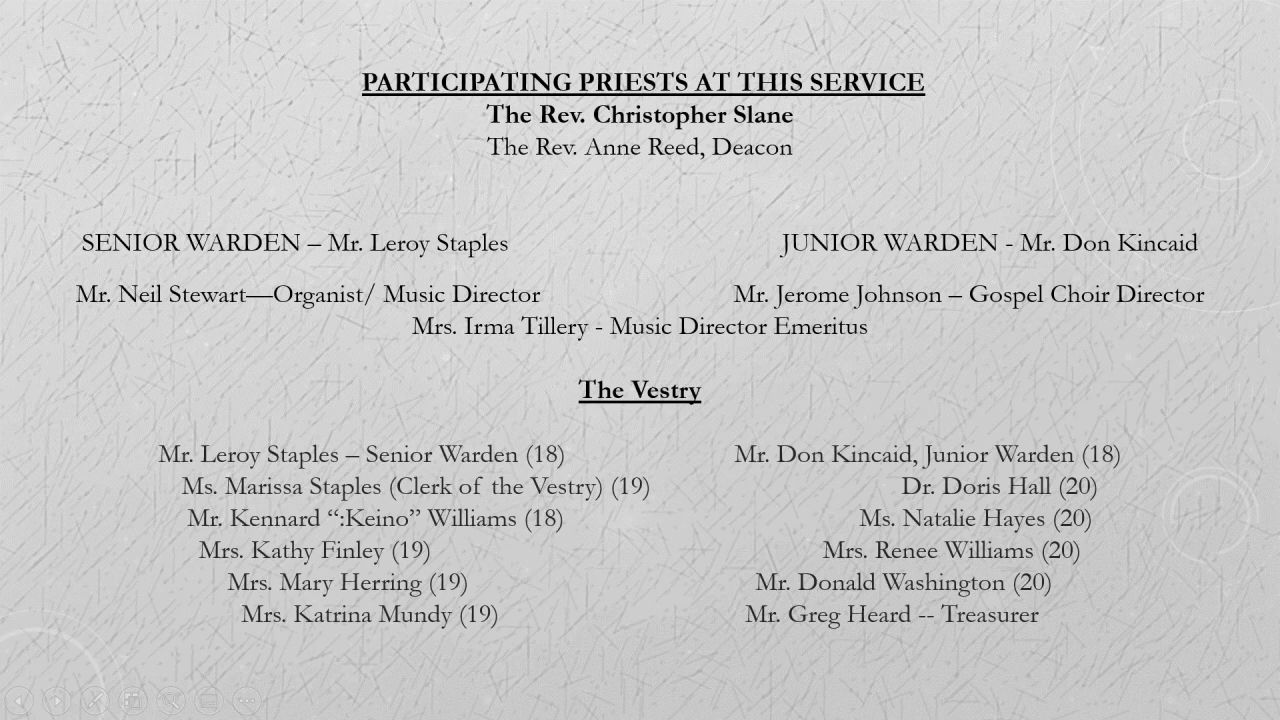 PARTICIPATING PRIESTS AT THIS SERVICE
The Rev. Christopher Slane
The Rev. Anne Reed, Deacon
SENIOR WARDEN – Mr. Leroy Staples JUNIOR WARDEN - Mr. Don Kincaid
Mr. Neil Stewart—Organist/ Music Director Mr. Jerome Johnson – Gospel Choir Director
Mrs. Irma Tillery - Music Director Emeritus
The Vestry
Mr. Leroy Staples – Senior Warden (18) Mr. Don Kincaid, Junior Warden (18)
Ms. Marissa Staples (Clerk of the Vestry) (19) Dr. Doris Hall (20)
Mr. Kennard “:Keino” Williams (18) Ms. Natalie Hayes (20)
Mrs. Kathy Finley (19) Mrs. Renee Williams (20)
Mrs. Mary Herring (19) Mr. Donald Washington (20)
Mrs. Katrina Mundy (19) Mr. Greg Heard -- Treasurer